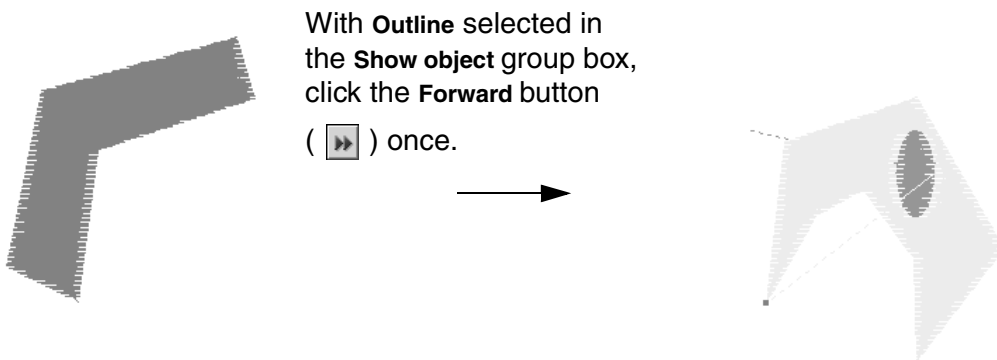 With Outline selected in
the Show object group box,
click the Forward button
( ) once.